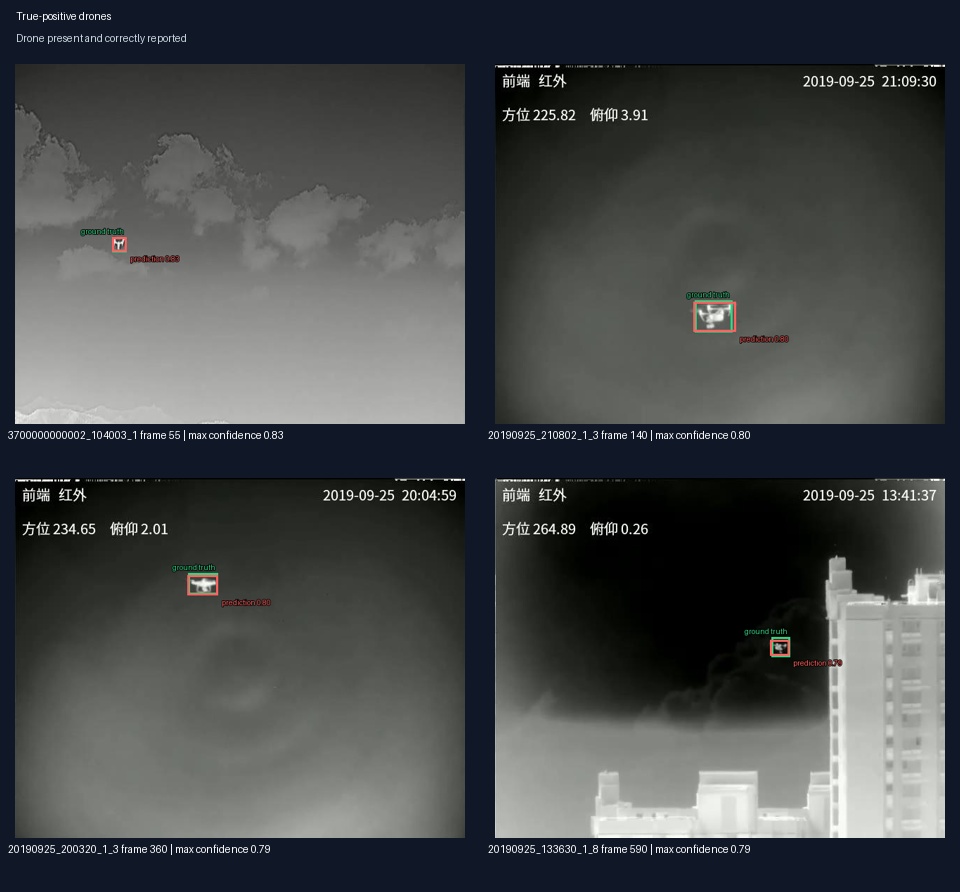 True-positive drones
Drone present and correctly reported
ground truth
prediction 0.83
3700000000002_104003_1 frame 55 | max confidence 0.83
前端 红外 2019-09-25 21:09:30
方位 225.82 俯仰 3.91
ground truth
prediction 0.80
20190925_210802_1_3 frame 140 | max confidence 0.80
前端 红外 2019-09-25 20:04:59
方位 234.65 俯仰 2.01
ground truth
prediction 0.80
20190925_200320_1_3 frame 360 | max confidence 0.79
前端 红外 2019-09-25 13:41:37
方位 264.89 俯仰 0.26
ground truth
prediction 0.79
20190925_133630_1_8 frame 590 | max confidence 0.79